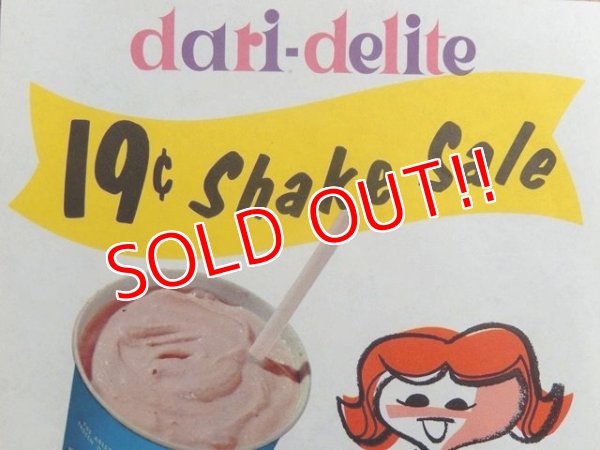 dari-delite
19¢ Shake Sale
SOLD OUT!!